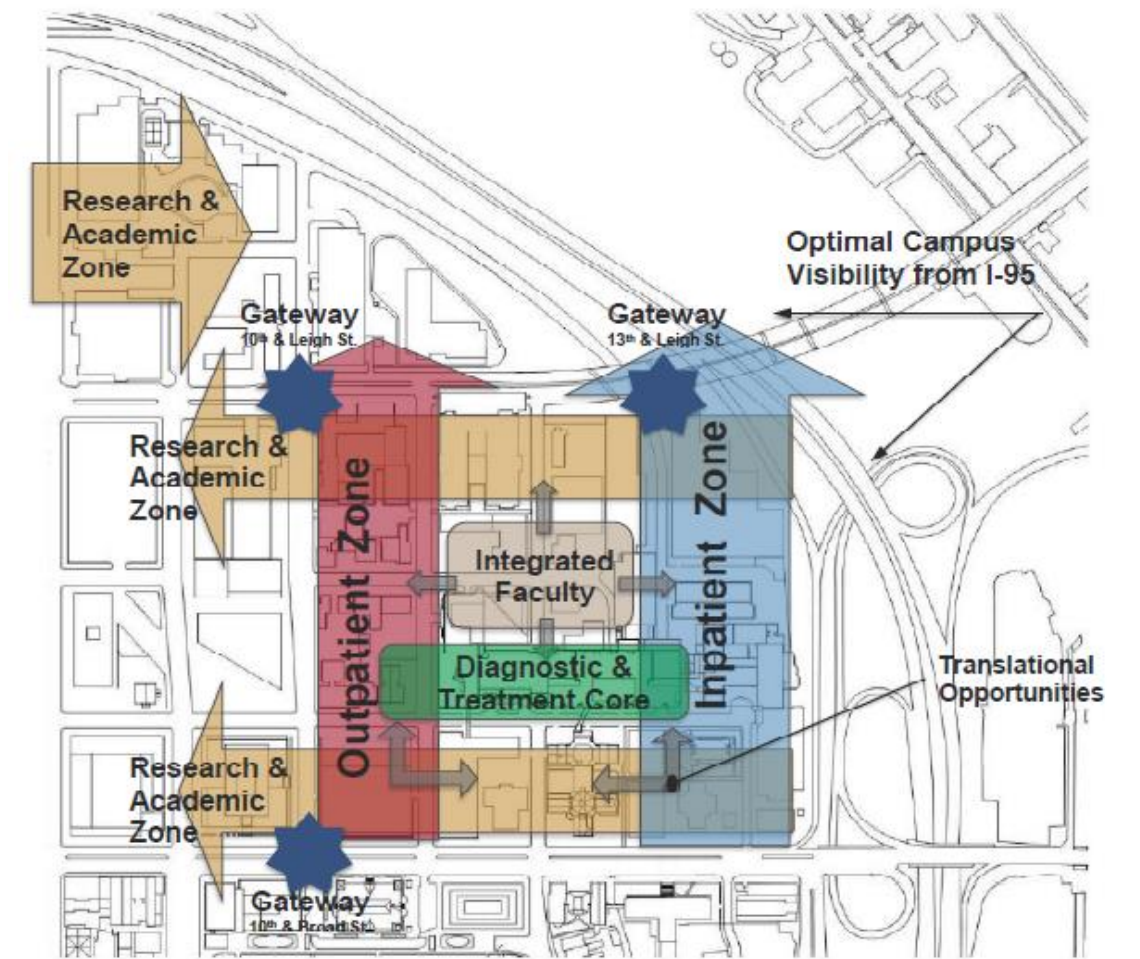 Research &
Academic
Zone
Optimal Campus
Visibility from I-95
Gateway
10th & Leigh St.
Gateway
13th & Leigh St.
Research &
Academic
Zone
Outpatient Zone
Inpatient Zone
Integrated
Faculty
Diagnostic &
Treatment Core
Translational
Opportunities
Research &
Academic
Zone
Gateway
10th & Broad St.